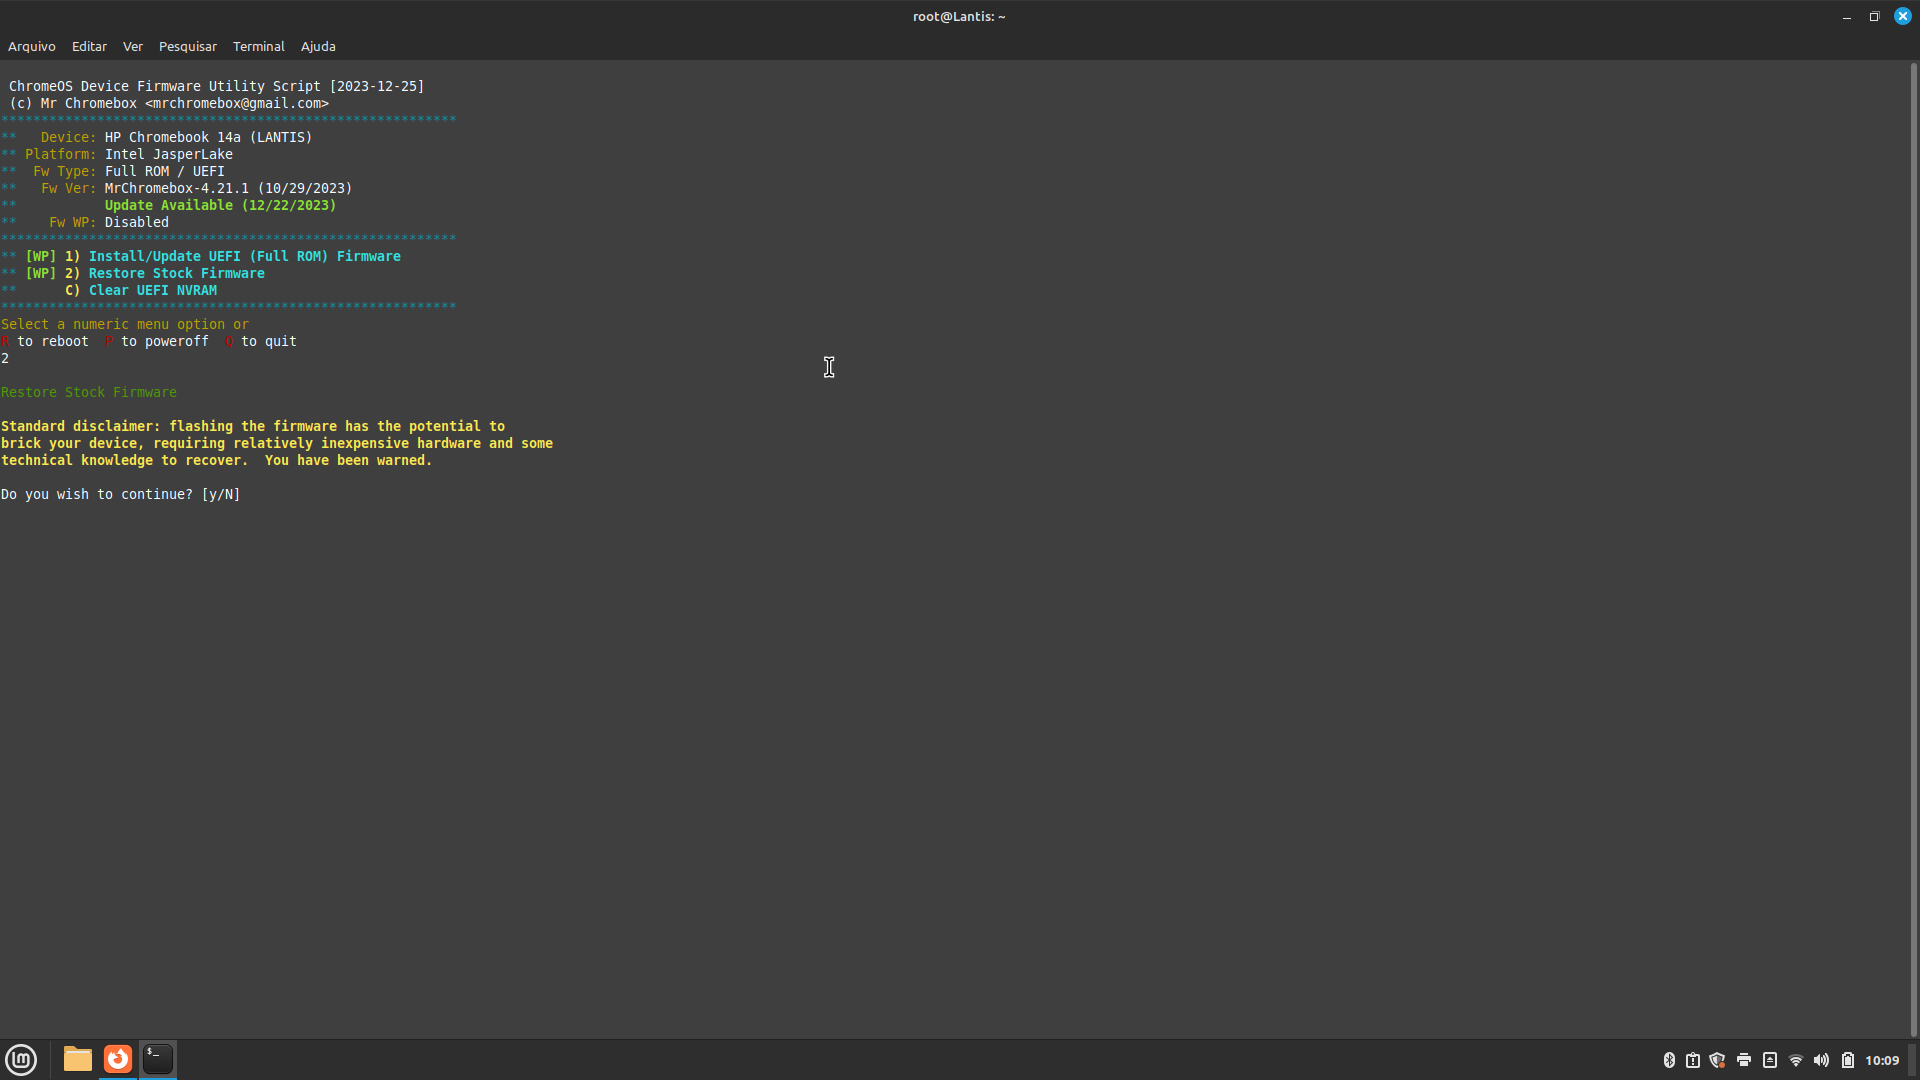 root@Lantis: ~
Arquivo Editar Ver Pesquisar Terminal Ajuda
ChromeOS Device Firmware Utility Script [2023-12-25]
(c) Mr Chromebox <mrchromebox@gmail.com>
*********************************************************
** Device: HP Chromebook 14a (LANTIS)
** Platform: Intel JasperLake
** Fw Type: Full ROM / UEFI
** Fw Ver: MrChromebox-4.21.1 (10/29/2023)
** Update Available (12/22/2023)
** Fw WP: Disabled
*********************************************************
** [WP] 1) Install/Update UEFI (Full ROM) Firmware
** [WP] 2) Restore Stock Firmware
** C) Clear UEFI NVRAM
*********************************************************
Select a numeric menu option or
R to reboot P to poweroff Q to quit
2
Restore Stock Firmware
Standard disclaimer: flashing the firmware has the potential to
brick your device, requiring relatively inexpensive hardware and some
technical knowledge to recover. You have been warned.
Do you wish to continue? [y/N]
10:09